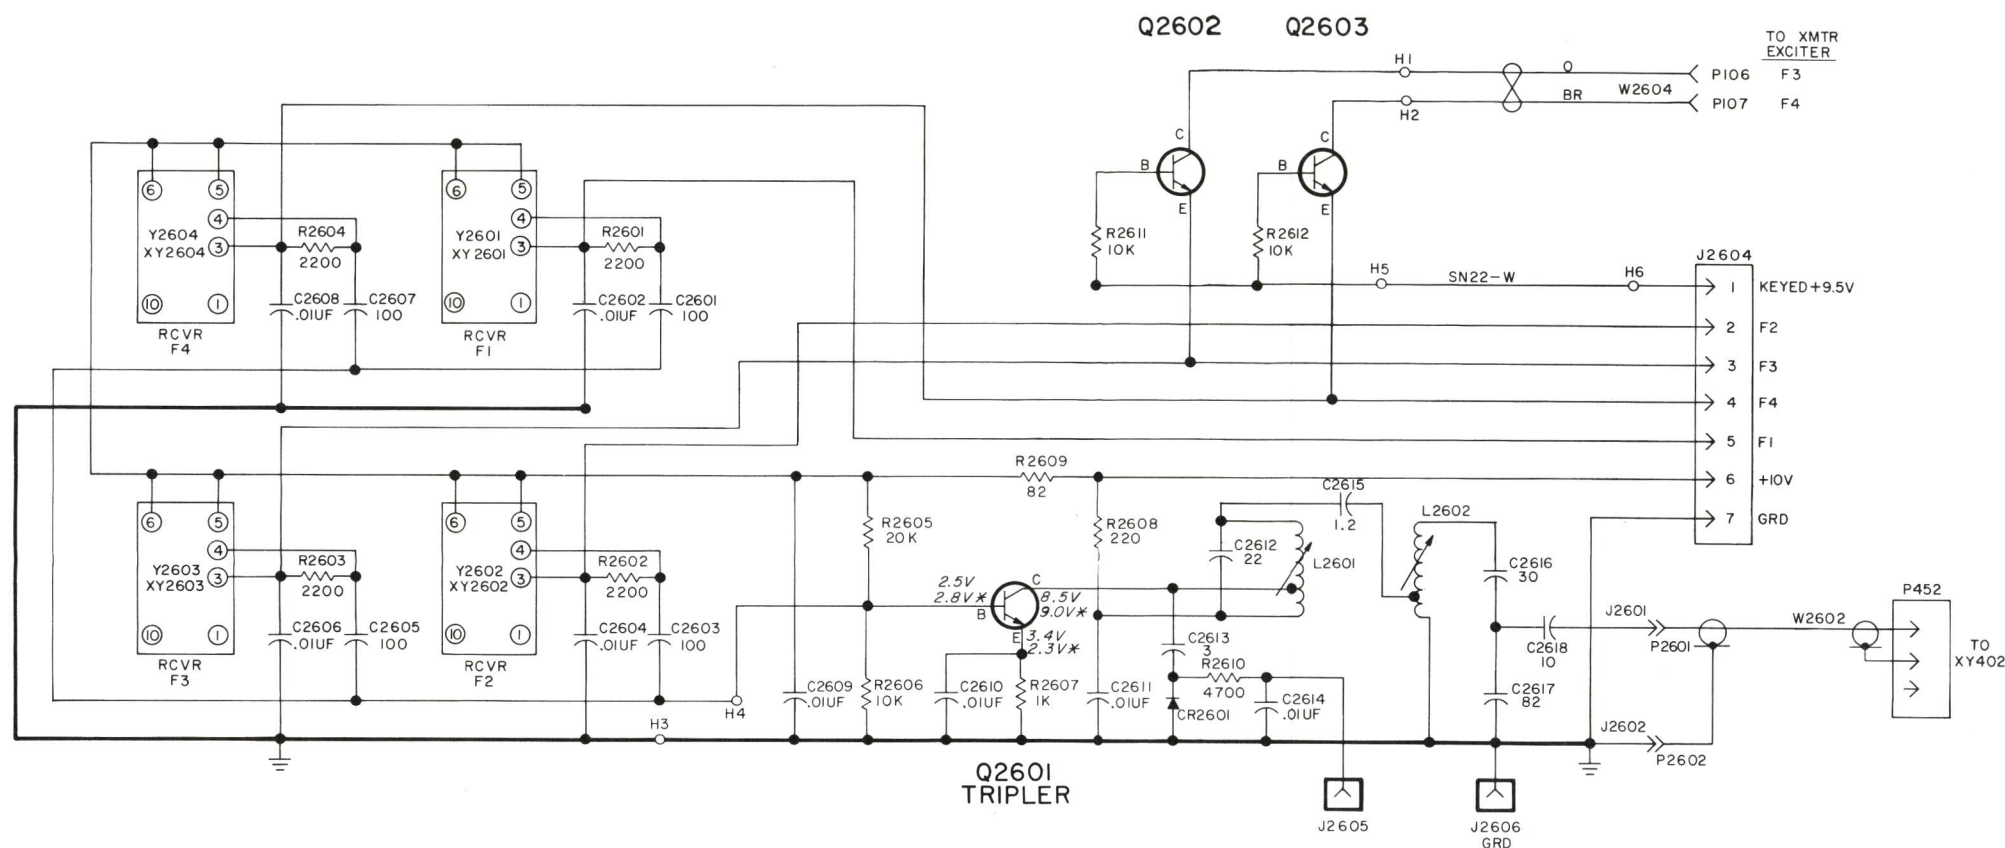 Q2602 Q2603
TO XMTR
EXCITER
H1
O
P106 F3
W2604
BR
P107 F4
H2
C
C
B
B
E
E
6
5
6
5
4
4
Y2604
XY2604
3
R2604
2200
Y2601
XY2601
3
R2601
2200
R2611
10K
R2612
10K
J2604
H5
SN22-W
H6
1 KEYED+9.5V
10
1
C2608
.01UF
C2607
100
10
1
C2602
.01UF
C2601
100
RCVR
F4
RCVR
F1
2 F2
3 F3
4 F4
5 F1
6 +10V
7 GRD
R2609
82
C2615
1.2
L2602
6
5
6
5
4
4
Y2603
XY2603
3
R2603
2200
Y2602
XY2602
3
R2602
2200
R2605
20K
R2608
220
C2612
22
L2601
C2616
30
2.5V
2.8V*
B
C
8.5V
9.0V*
E
3.4V
2.3V*
P452
10
1
C2606
.01UF
C2605
100
10
1
C2604
.01UF
C2603
100
RCVR
F3
RCVR
F2
C2613
3
R2610
4700
J2601
P2601
W2602
C2618
10
TO
XY402
H4
H3
C2609
.01UF
R2606
10K
C2610
.01UF
R2607
1K
C2611
.01UF
CR2601
C2614
.01UF
C2617
82
J2602
P2602
Q2601
TRIPLER
J2605
J2606
GRD